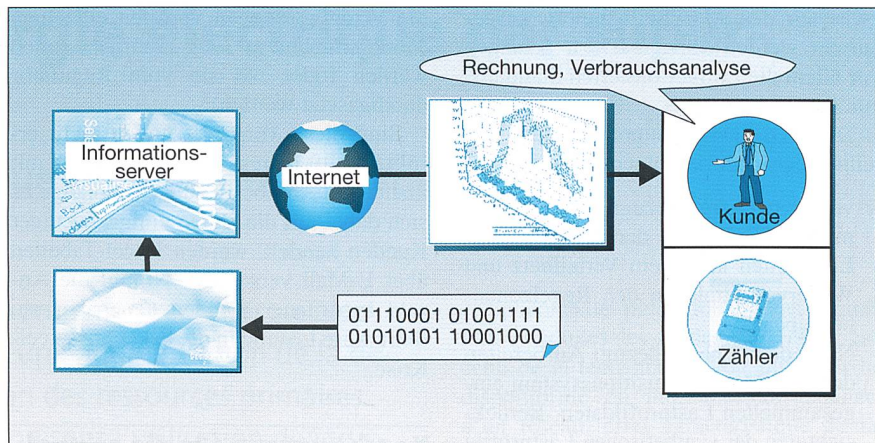 Rechnung, Verbrauchsanalyse
Informations-
server
Internet
Kunde
01110001 01001111
01010101 10001000
Zähler